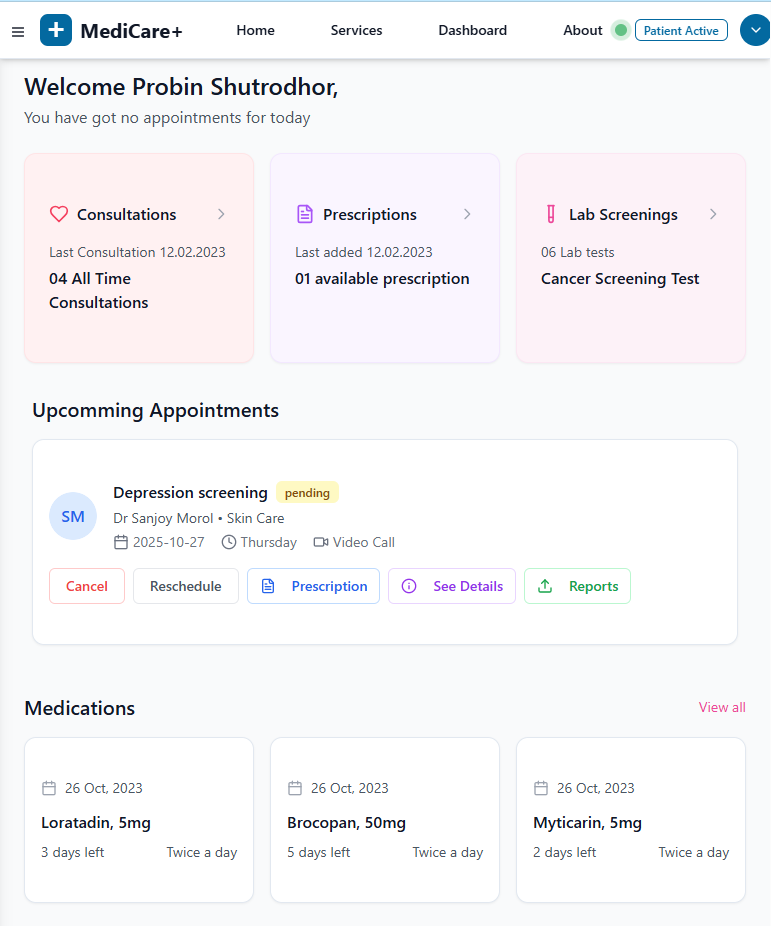 MediCare+ Home Services Dashboard About Patient Active
Welcome Probin Shutrodhor,
You have got no appointments for today
Consultations
Last Consultation 12.02.2023
04 All Time
Consultations
Prescriptions
Last added 12.02.2023
01 available prescription
Lab Screenings
06 Lab tests
Cancer Screening Test
Upcomming Appointments
SM
Depression screening pending
Dr Sanjoy Morol • Skin Care
2025-10-27 Thursday Video Call
Cancel Reschedule Prescription See Details Reports
Medications View all
26 Oct, 2023
Loratadin, 5mg
3 days left Twice a day
26 Oct, 2023
Brocopan, 50mg
5 days left Twice a day
26 Oct, 2023
Myticarin, 5mg
2 days left Twice a day